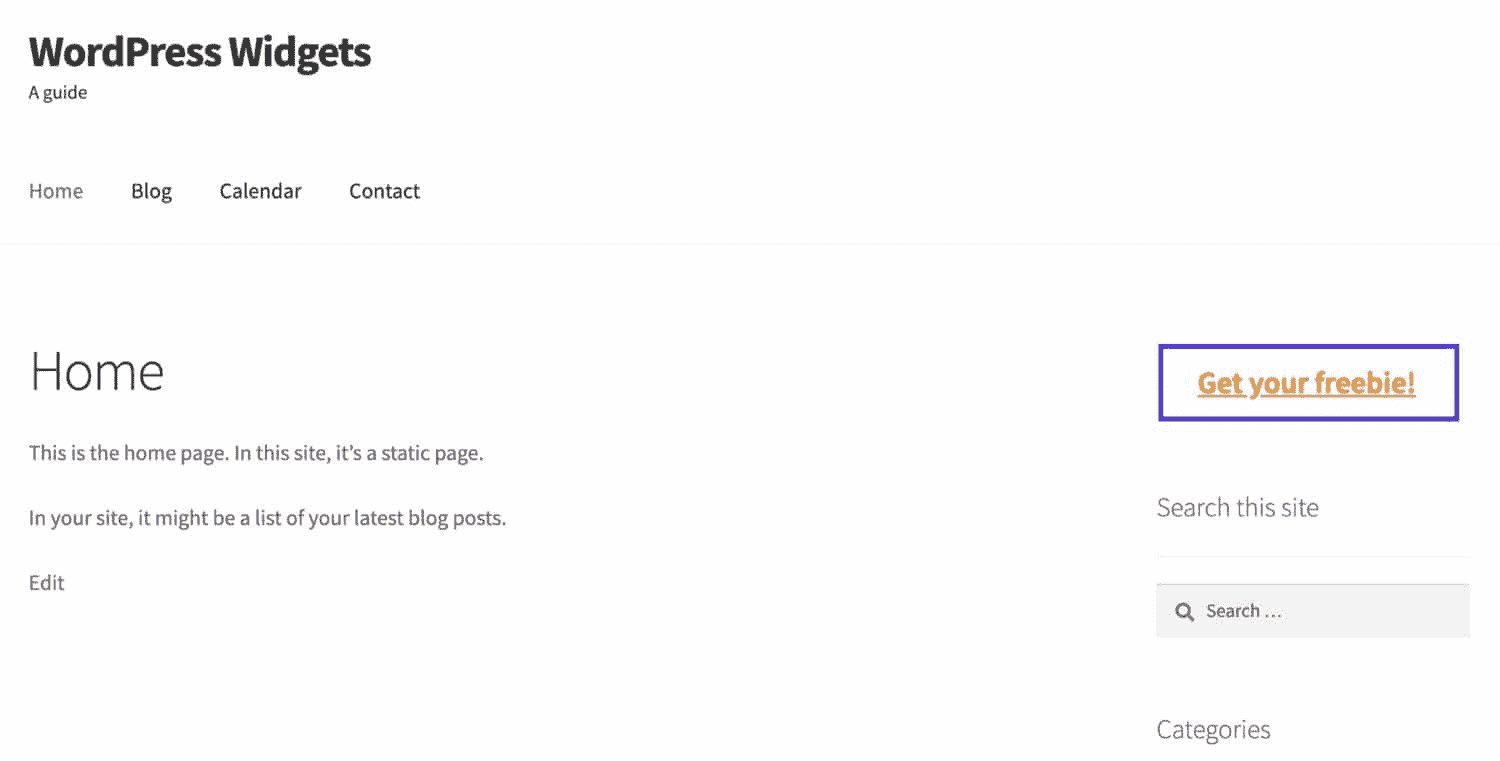 WordPress Widgets
A guide
Home Blog Calendar Contact
Home
This is the home page. In this site, it’s a static page.
In your site, it might be a list of your latest blog posts.
Edit
Get your freebie!
Search this site
Search …
Categories